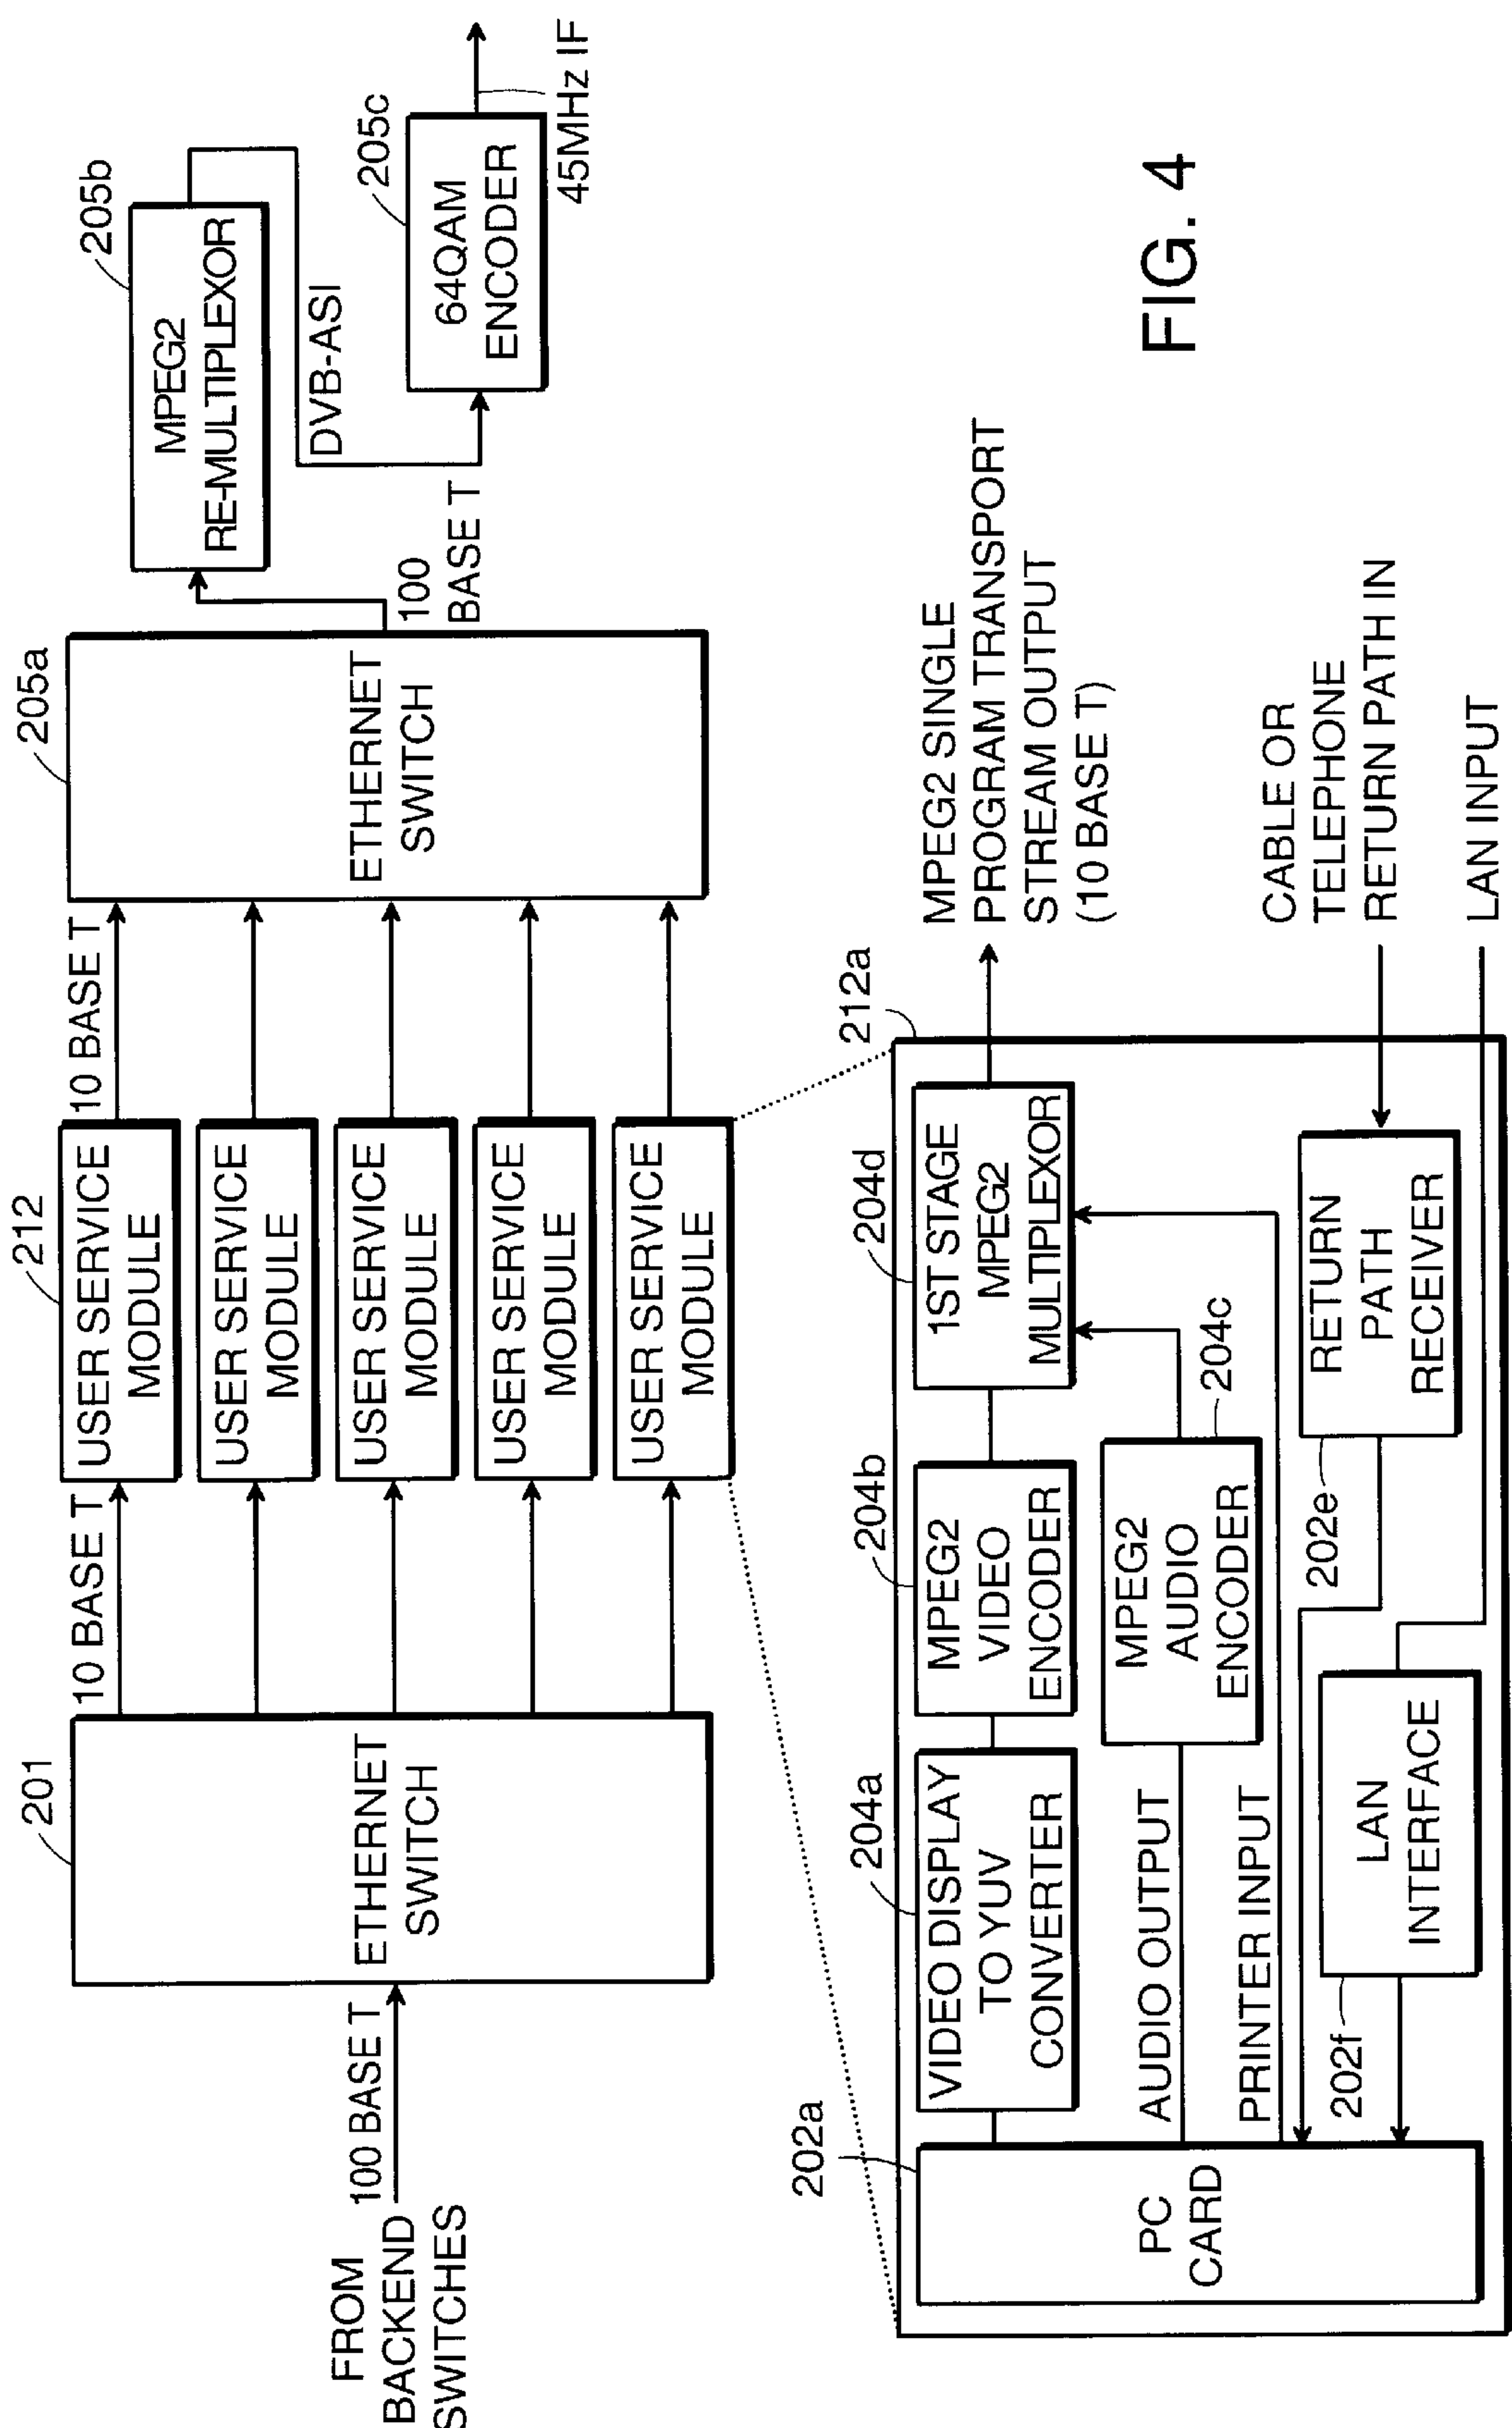 FROM
BACKEND
SWITCHES
100 BASE T
201
ETHERNET
SWITCH
10 BASE T
212
USER SERVICE
MODULE
USER SERVICE
MODULE
USER SERVICE
MODULE
USER SERVICE
MODULE
USER SERVICE
MODULE
10 BASE T
205a
ETHERNET
SWITCH
100
BASE T
205b
MPEG2
RE-MULTIPLEXOR
DVB-ASI
205c
64QAM
ENCODER
45MHz IF
212a
202a
PC
CARD
204a
VIDEO DISPLAY
TO YUV
CONVERTER
204b
MPEG2
VIDEO
ENCODER
204d
1ST STAGE
MPEG2
MULTIPLEXOR
MPEG2 SINGLE
PROGRAM TRANSPORT
STREAM OUTPUT
(10 BASE T)
AUDIO OUTPUT
MPEG2
AUDIO
ENCODER
204c
PRINTER INPUT
202e
RETURN
PATH
RECEIVER
CABLE OR
TELEPHONE
RETURN PATH IN
202f
LAN
INTERFACE
LAN INPUT
FIG. 4